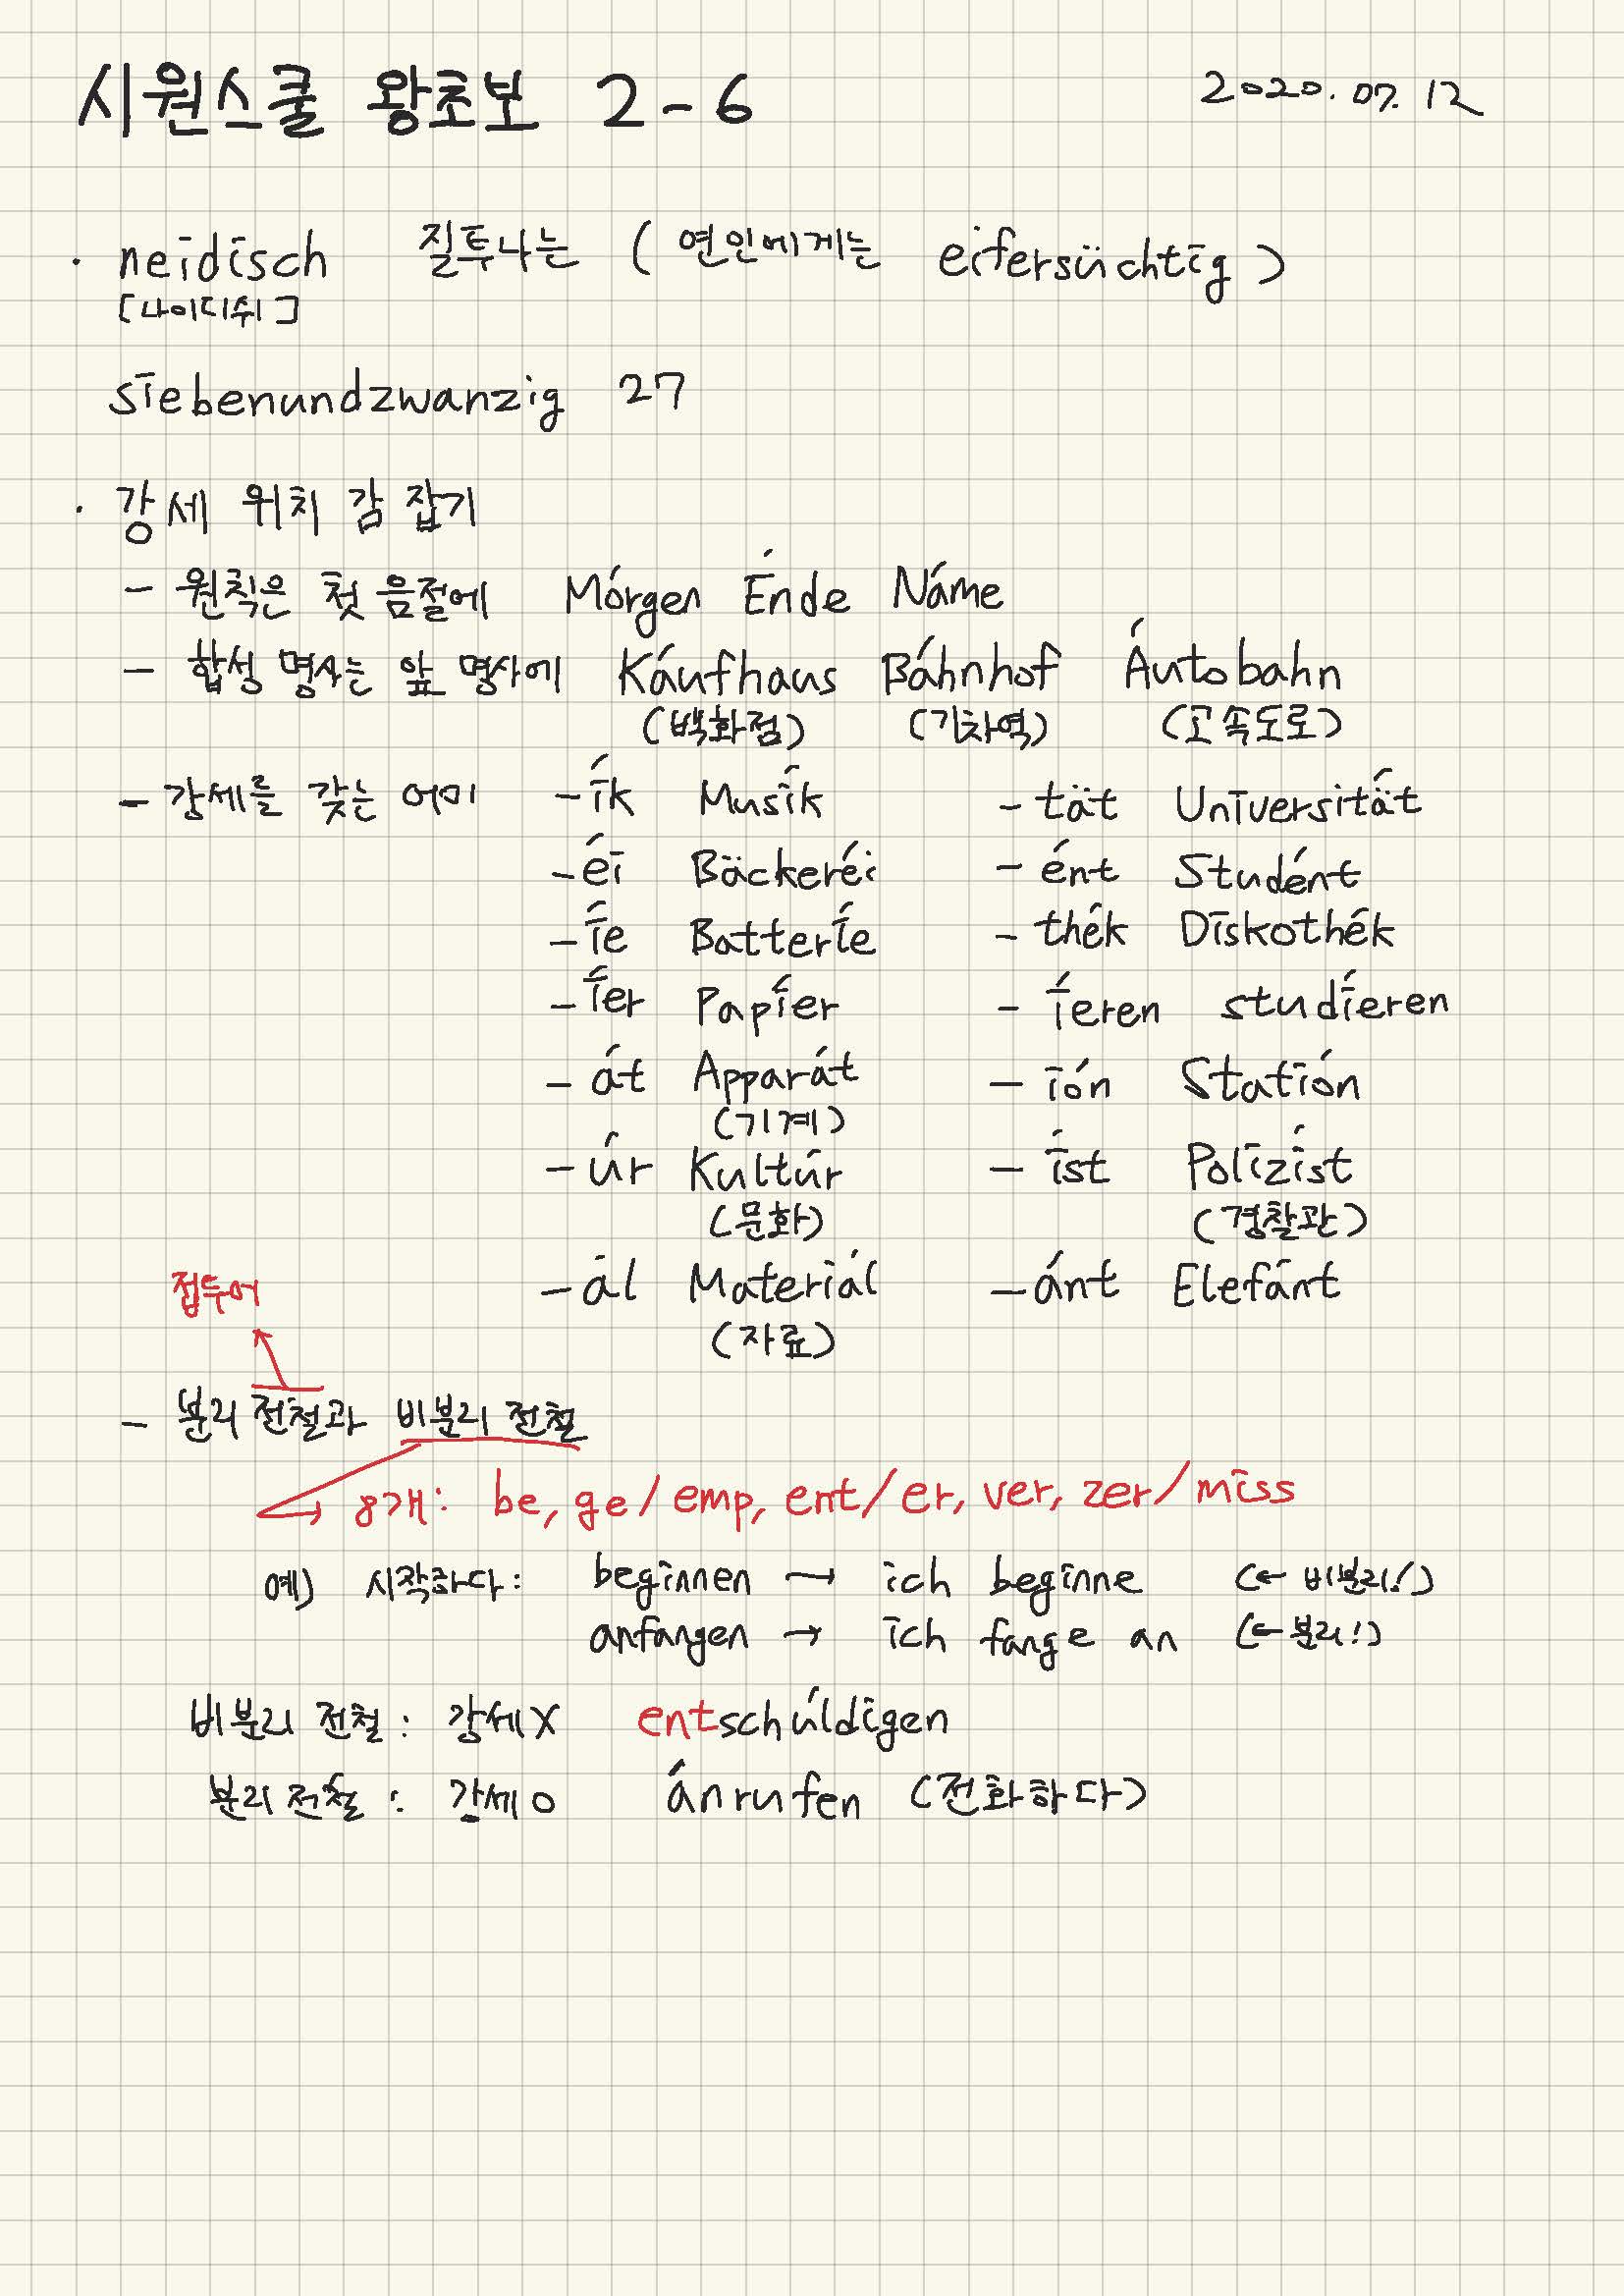 시원스쿨 왕초보 2-6 2020.07.12
· neidisch 질투나는 (연인에게는 eifersüchtig)
[나이디쉬]
siebenundzwanzig 27
· 강세 위치 감 잡기
- 원칙은 첫 음절에 Mórgen Énde Náme
- 합성 명사는 앞 명사에 Káufhaus Báhnhof Áutobahn
(백화점) (기차역) (고속도로)
- 강세를 갖는 어미 -ík Musík -tät Universitä́t
-éi Bäckeréi -ént Studént
-íe Batteríe -thék Diskothék
-íer Papíer -íeren studíeren
-át Apparát -ión Statión
(기계)
-úr Kultúr -íst Polizíst
(문화) (경찰관)
-ál Materiál -ánt Elefánt
(자료)
접두어
- 분리 전철과 비분리 전철
→ 8개: be, ge/emp, ent/er, ver, zer/miss
예) 시작하다: beginnen → ich beginne (← 비분리!)
anfangen → ich fange an (←분리!)
비분리 전철: 강세X entschúldigen
분리 전철: 강세O ánrufen (전화하다)